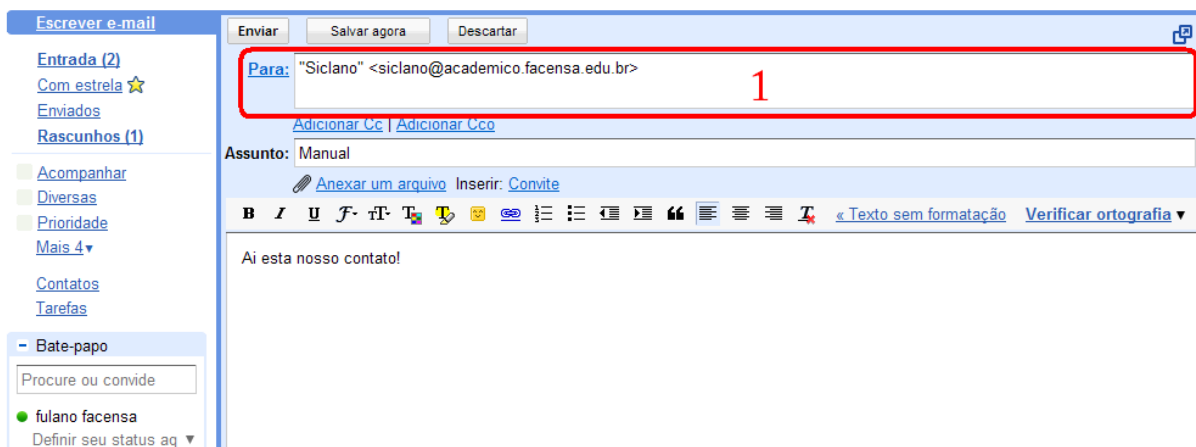 Escrever e-mail
Entrada (2)
Com estrela
Enviados
Rascunhos (1)
Acompanhar
Diversas
Prioridade
Mais 4▾
Contatos
Tarefas
− Bate-papo
Procure ou convide
fulano facensa
Definir seu status aq ▼
Enviar Salvar agora Descartar
Para: "Siclano" <siclano@academico.facensa.edu.br>
1
Adicionar Cc | Adicionar Cco
Assunto: Manual
Anexar um arquivo Inserir: Convite
B I U « Texto sem formatação Verificar ortografia ▼
Ai esta nosso contato!